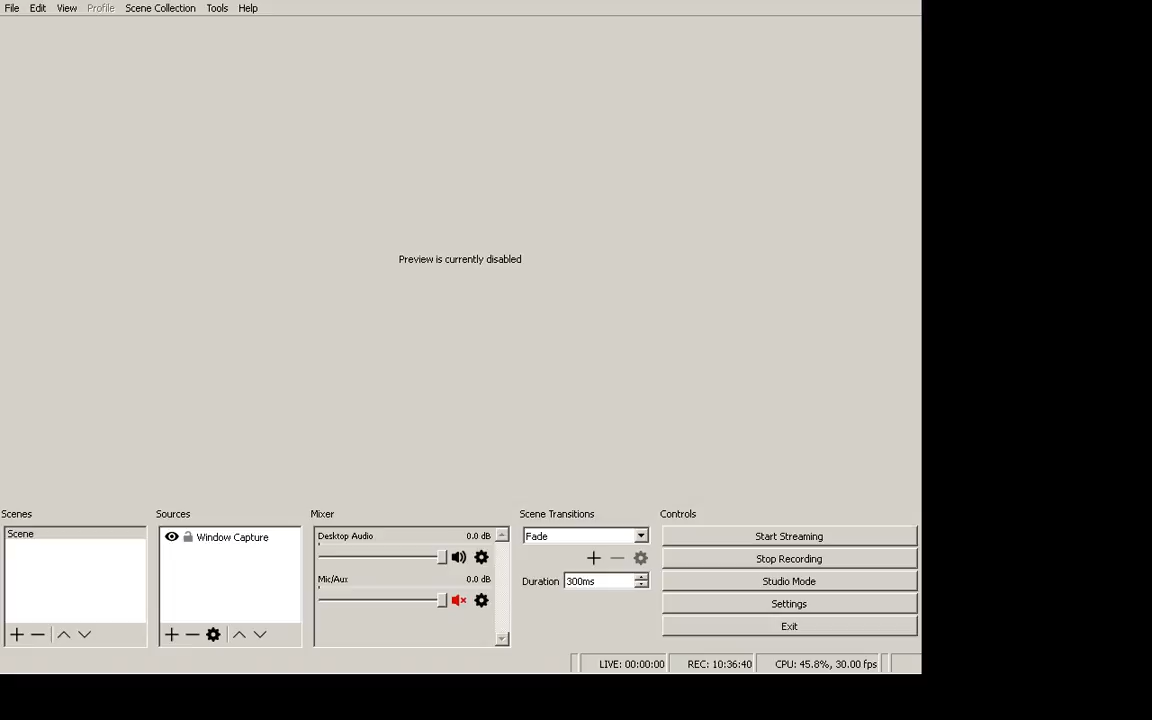 File Edit View Profile Scene Collection Tools Help
Preview is currently disabled
Scenes
Scene
Sources
Window Capture
Mixer
Desktop Audio 0.0 dB
Mic/Aux 0.0 dB
Scene Transitions
Fade
Duration 300ms
Controls
Start Streaming
Stop Recording
Studio Mode
Settings
Exit
LIVE: 00:00:00 REC: 10:36:40 CPU: 45.8%, 30.00 fps